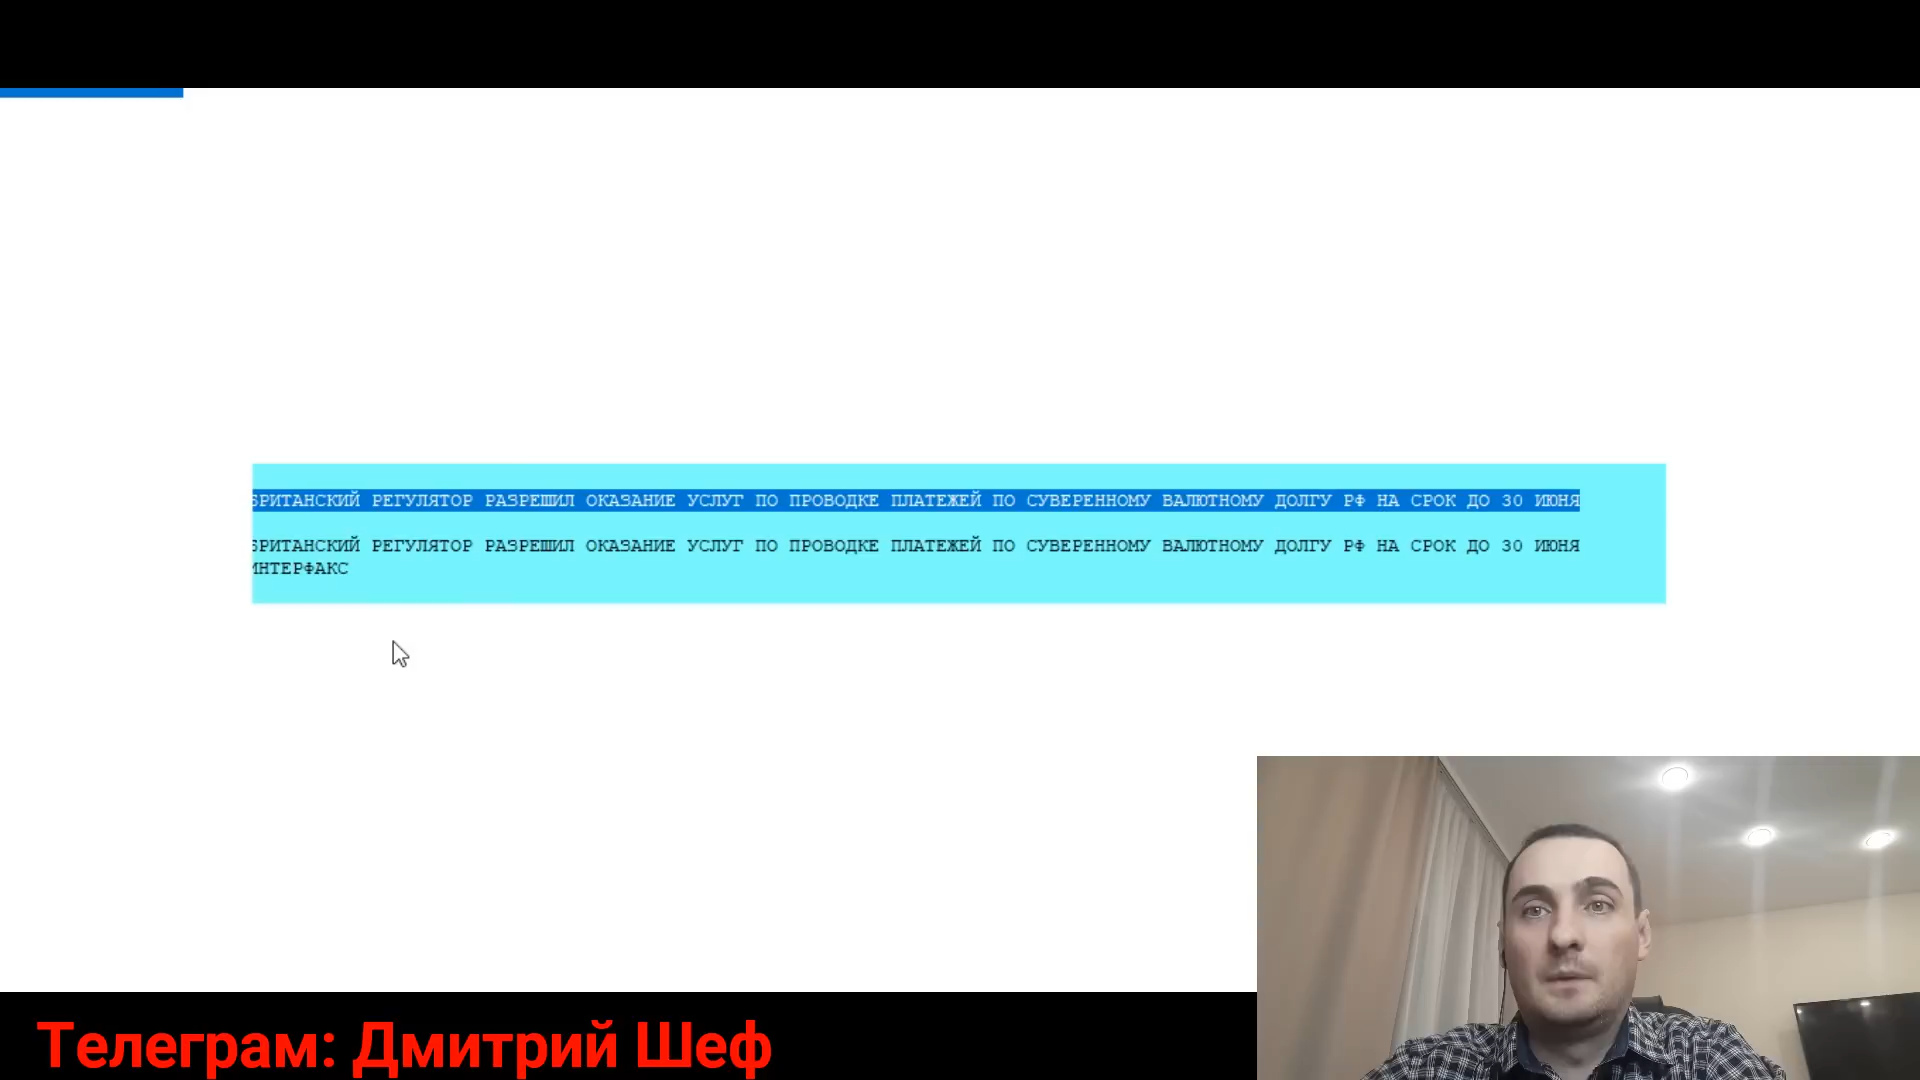 БРИТАНСКИЙ РЕГУЛЯТОР РАЗРЕШИЛ ОКАЗАНИЕ УСЛУГ ПО ПРОВОДКЕ ПЛАТЕЖЕЙ ПО СУВЕРЕННОМУ ВАЛЮТНОМУ ДОЛГУ РФ НА СРОК ДО 30 ИЮНЯ
БРИТАНСКИЙ РЕГУЛЯТОР РАЗРЕШИЛ ОКАЗАНИЕ УСЛУГ ПО ПРОВОДКЕ ПЛАТЕЖЕЙ ПО СУВЕРЕННОМУ ВАЛЮТНОМУ ДОЛГУ РФ НА СРОК ДО 30 ИЮНЯ
ИНТЕРФАКС
Телеграм: Дмитрий Шеф